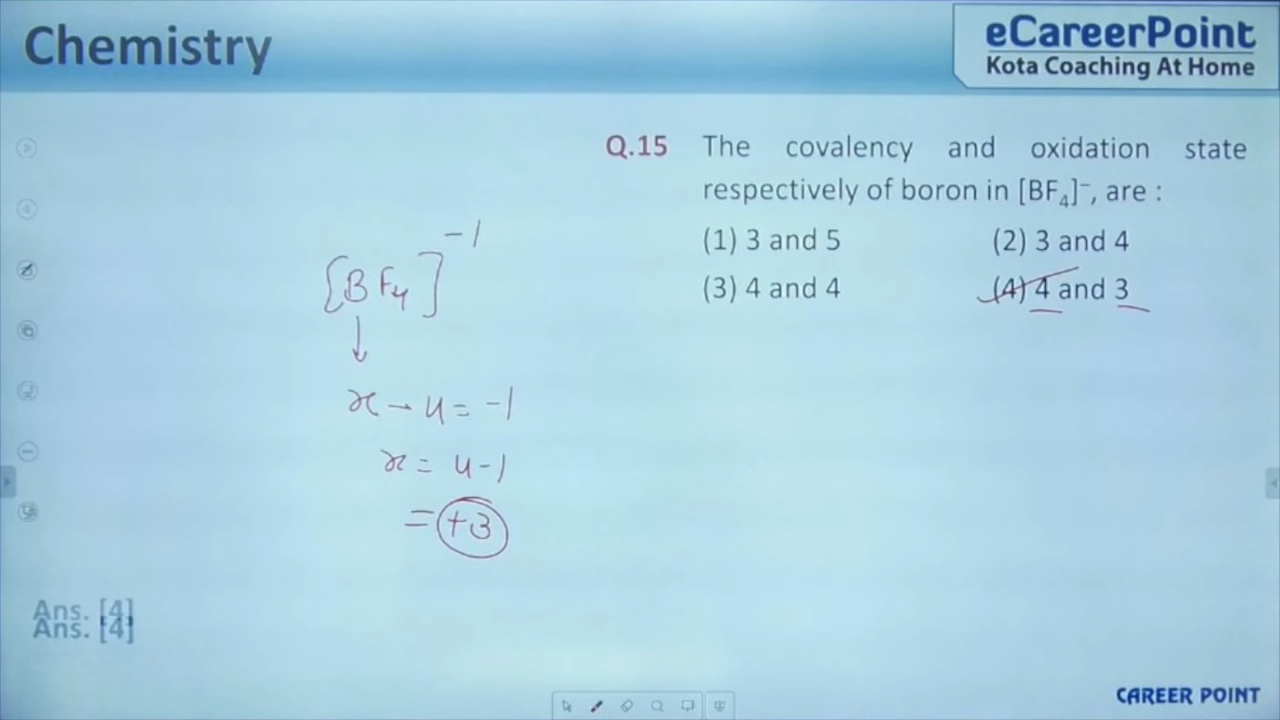 Chemistry
eCareerPoint
Kota Coaching At Home
Q.15 The covalency and oxidation state
respectively of boron in [BF₄]⁻, are :
(1) 3 and 5 (2) 3 and 4
(3) 4 and 4 (4) 4 and 3
[BF₄]⁻¹
↓
x - 4 = -1
x = 4-1
= +3
Ans. [4]
Ans. [4]
CAREER POINT